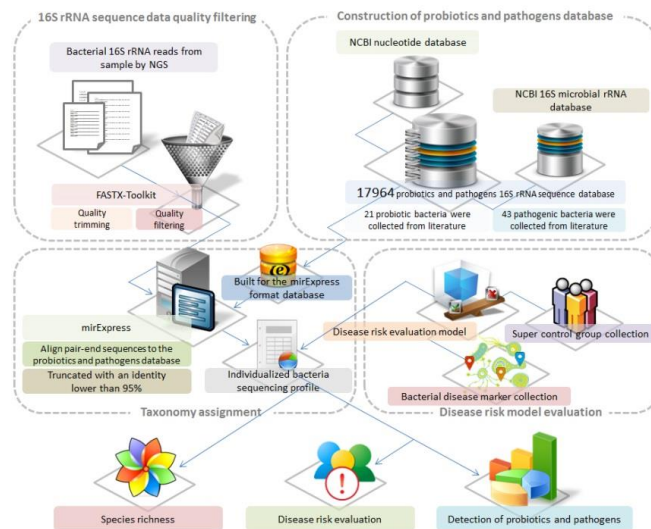 16S rRNA sequence data quality filtering
Bacterial 16S rRNA reads from
sample by NGS
FASTX-Toolkit
Quality
trimming
Quality
filtering
Construction of probiotics and pathogens database
NCBI nucleotide database
NCBI 16S microbial rRNA
database
17964 probiotics and pathogens 16S rRNA sequence database
21 probiotic bacteria were
collected from literature
43 pathogenic bacteria were
collected from literature
Built for the mirExpress
format database
mirExpress
Align pair-end sequences to the
probiotics and pathogens database
Truncated with an identity
lower than 95%
Individualized bacteria
sequencing profile
Taxonomy assignment
Disease risk evaluation model
Super control group collection
Bacterial disease marker collection
Disease risk model evaluation
Species richness
Disease risk evaluation
Detection of probiotics and pathogens